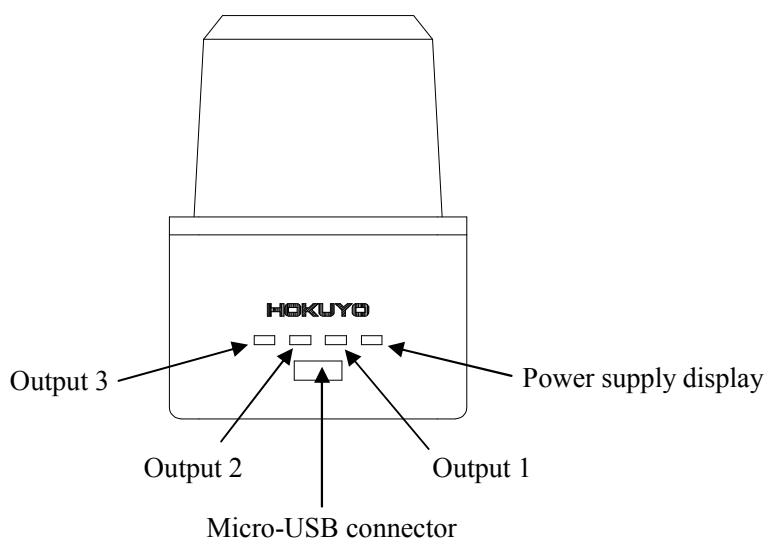 HOKUYO
Output 3
Power supply display
Output 2
Output 1
Micro-USB connector